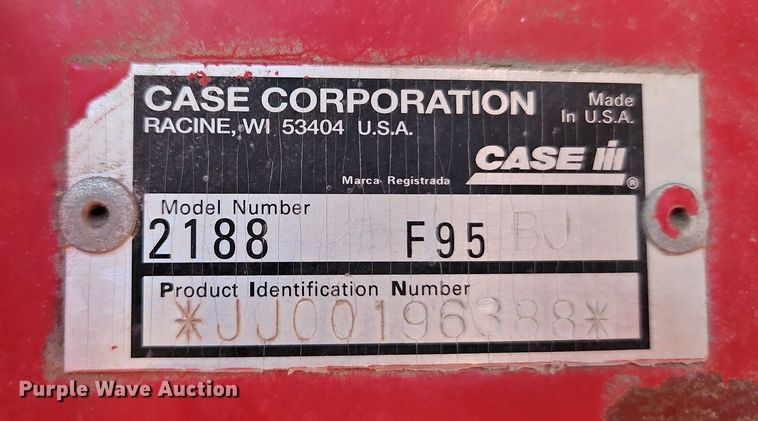 CASE CORPORATION
RACINE, WI 53404 U.S.A.
Made
In U.S.A.
CASE IH ®
Marca Registrada
Model Number
2188 F95 BJ
Product Identification Number
*JJC0196388*
Purple Wave Auction